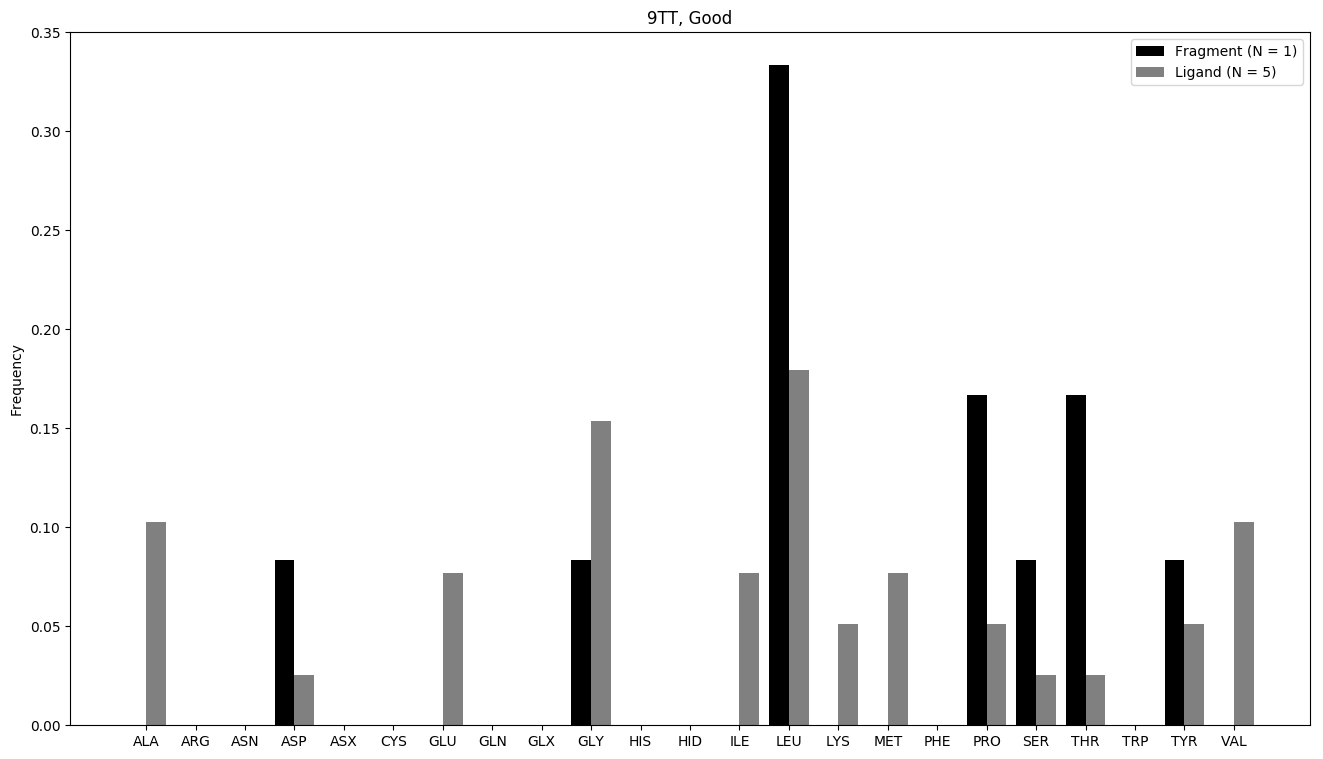 9TT, Good
Fragment (N = 1)
Ligand (N = 5)
Frequency
0.35
0.30
0.25
0.20
0.15
0.10
0.05
0.00
ALA ARG ASN ASP ASX CYS GLU GLN GLX GLY HIS HID ILE LEU LYS MET PHE PRO SER THR TRP TYR VAL